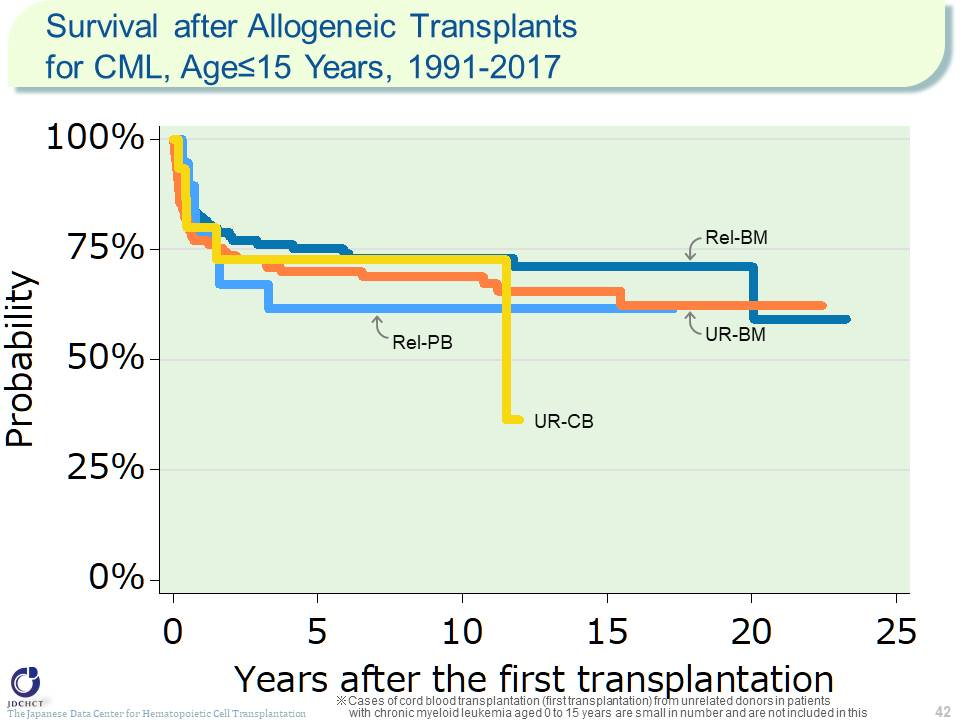 Survival after Allogeneic Transplants
for CML, Age≤15 Years, 1991-2017
100%
75%
50%
25%
0%
Probability
Rel-BM
UR-BM
Rel-PB
UR-CB
0 5 10 15 20 25
Years after the first transplantation
※Cases of cord blood transplantation (first transplantation) from unrelated donors in patients
with chronic myeloid leukemia aged 0 to 15 years are small in number and are not included in this
JDCHCT
The Japanese Data Center for Hematopoietic Cell Transplantation
42